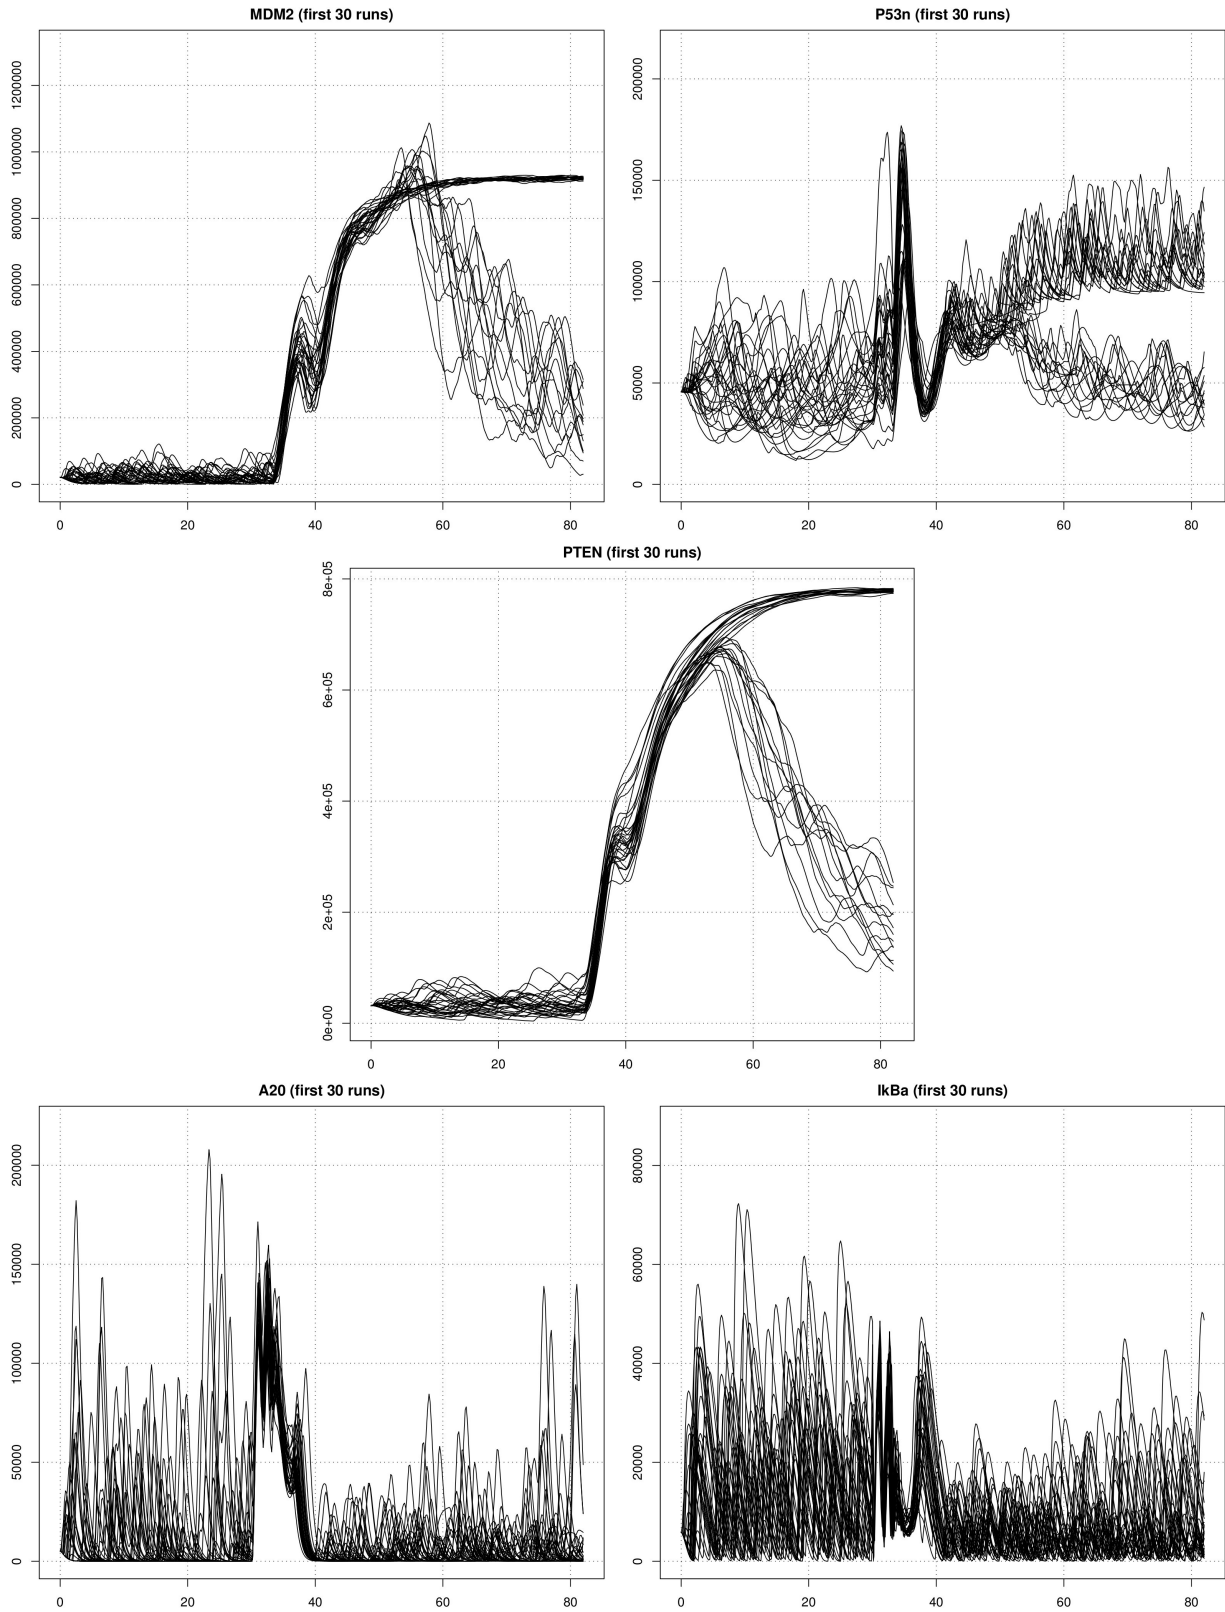 MDM2 (first 30 runs)
1200000
1000000
800000
600000
400000
200000
0
0 20 40 60 80
P53n (first 30 runs)
200000
150000
100000
50000
0
0 20 40 60 80
PTEN (first 30 runs)
8e+05
6e+05
4e+05
2e+05
0e+00
0 20 40 60 80
A20 (first 30 runs)
200000
150000
100000
50000
0
0 20 40 60 80
IkBa (first 30 runs)
80000
60000
40000
20000
0
0 20 40 60 80